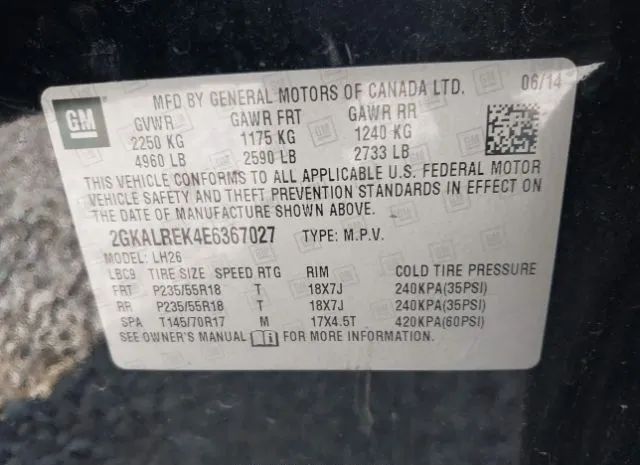 GM
MFD BY GENERAL MOTORS OF CANADA LTD. 06/14
GVWR GAWR FRT GAWR RR
2250 KG 1175 KG 1240 KG
4960 LB 2590 LB 2733 LB
THIS VEHICLE CONFORMS TO ALL APPLICABLE U.S. FEDERAL MOTOR
VEHICLE SAFETY AND THEFT PREVENTION STANDARDS IN EFFECT ON
THE DATE OF MANUFACTURE SHOWN ABOVE.
2GKALREK4E6367027 TYPE: M.P.V.
MODEL: LH26
LBC9 TIRE SIZE SPEED RTG RIM COLD TIRE PRESSURE
FRT P235/55R18 T 18X7J 240KPA(35PSI)
RR P235/55R18 T 18X7J 240KPA(35PSI)
SPA T145/70R17 M 17X4.5T 420KPA(60PSI)
SEE OWNER'S MANUAL FOR MORE INFORMATION.